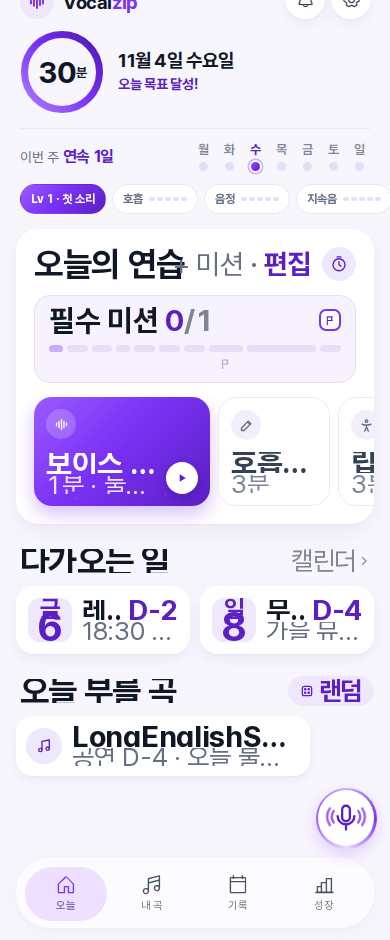 Vocalzip
30분
11월 4일 수요일
오늘 목표 달성!
이번 주 연속 1일
월 화 수 목 금 토 일
Lv 1 · 첫 소리 호흡 음정 지속음
오늘의 연습 + 미션 · 편집
필수 미션 0/1
보이스 ...
1분 · 눌...
호흡...
3분
립
3분
다가오는 일 캘린더 ›
금
6
레.. D-2
18:30 ...
일
8
무.. D-4
가을 뮤...
오늘 부를 곡 랜덤
LongEnglishS...
공연 D-4 · 오늘 물...
오늘 내 곡 기록 성장